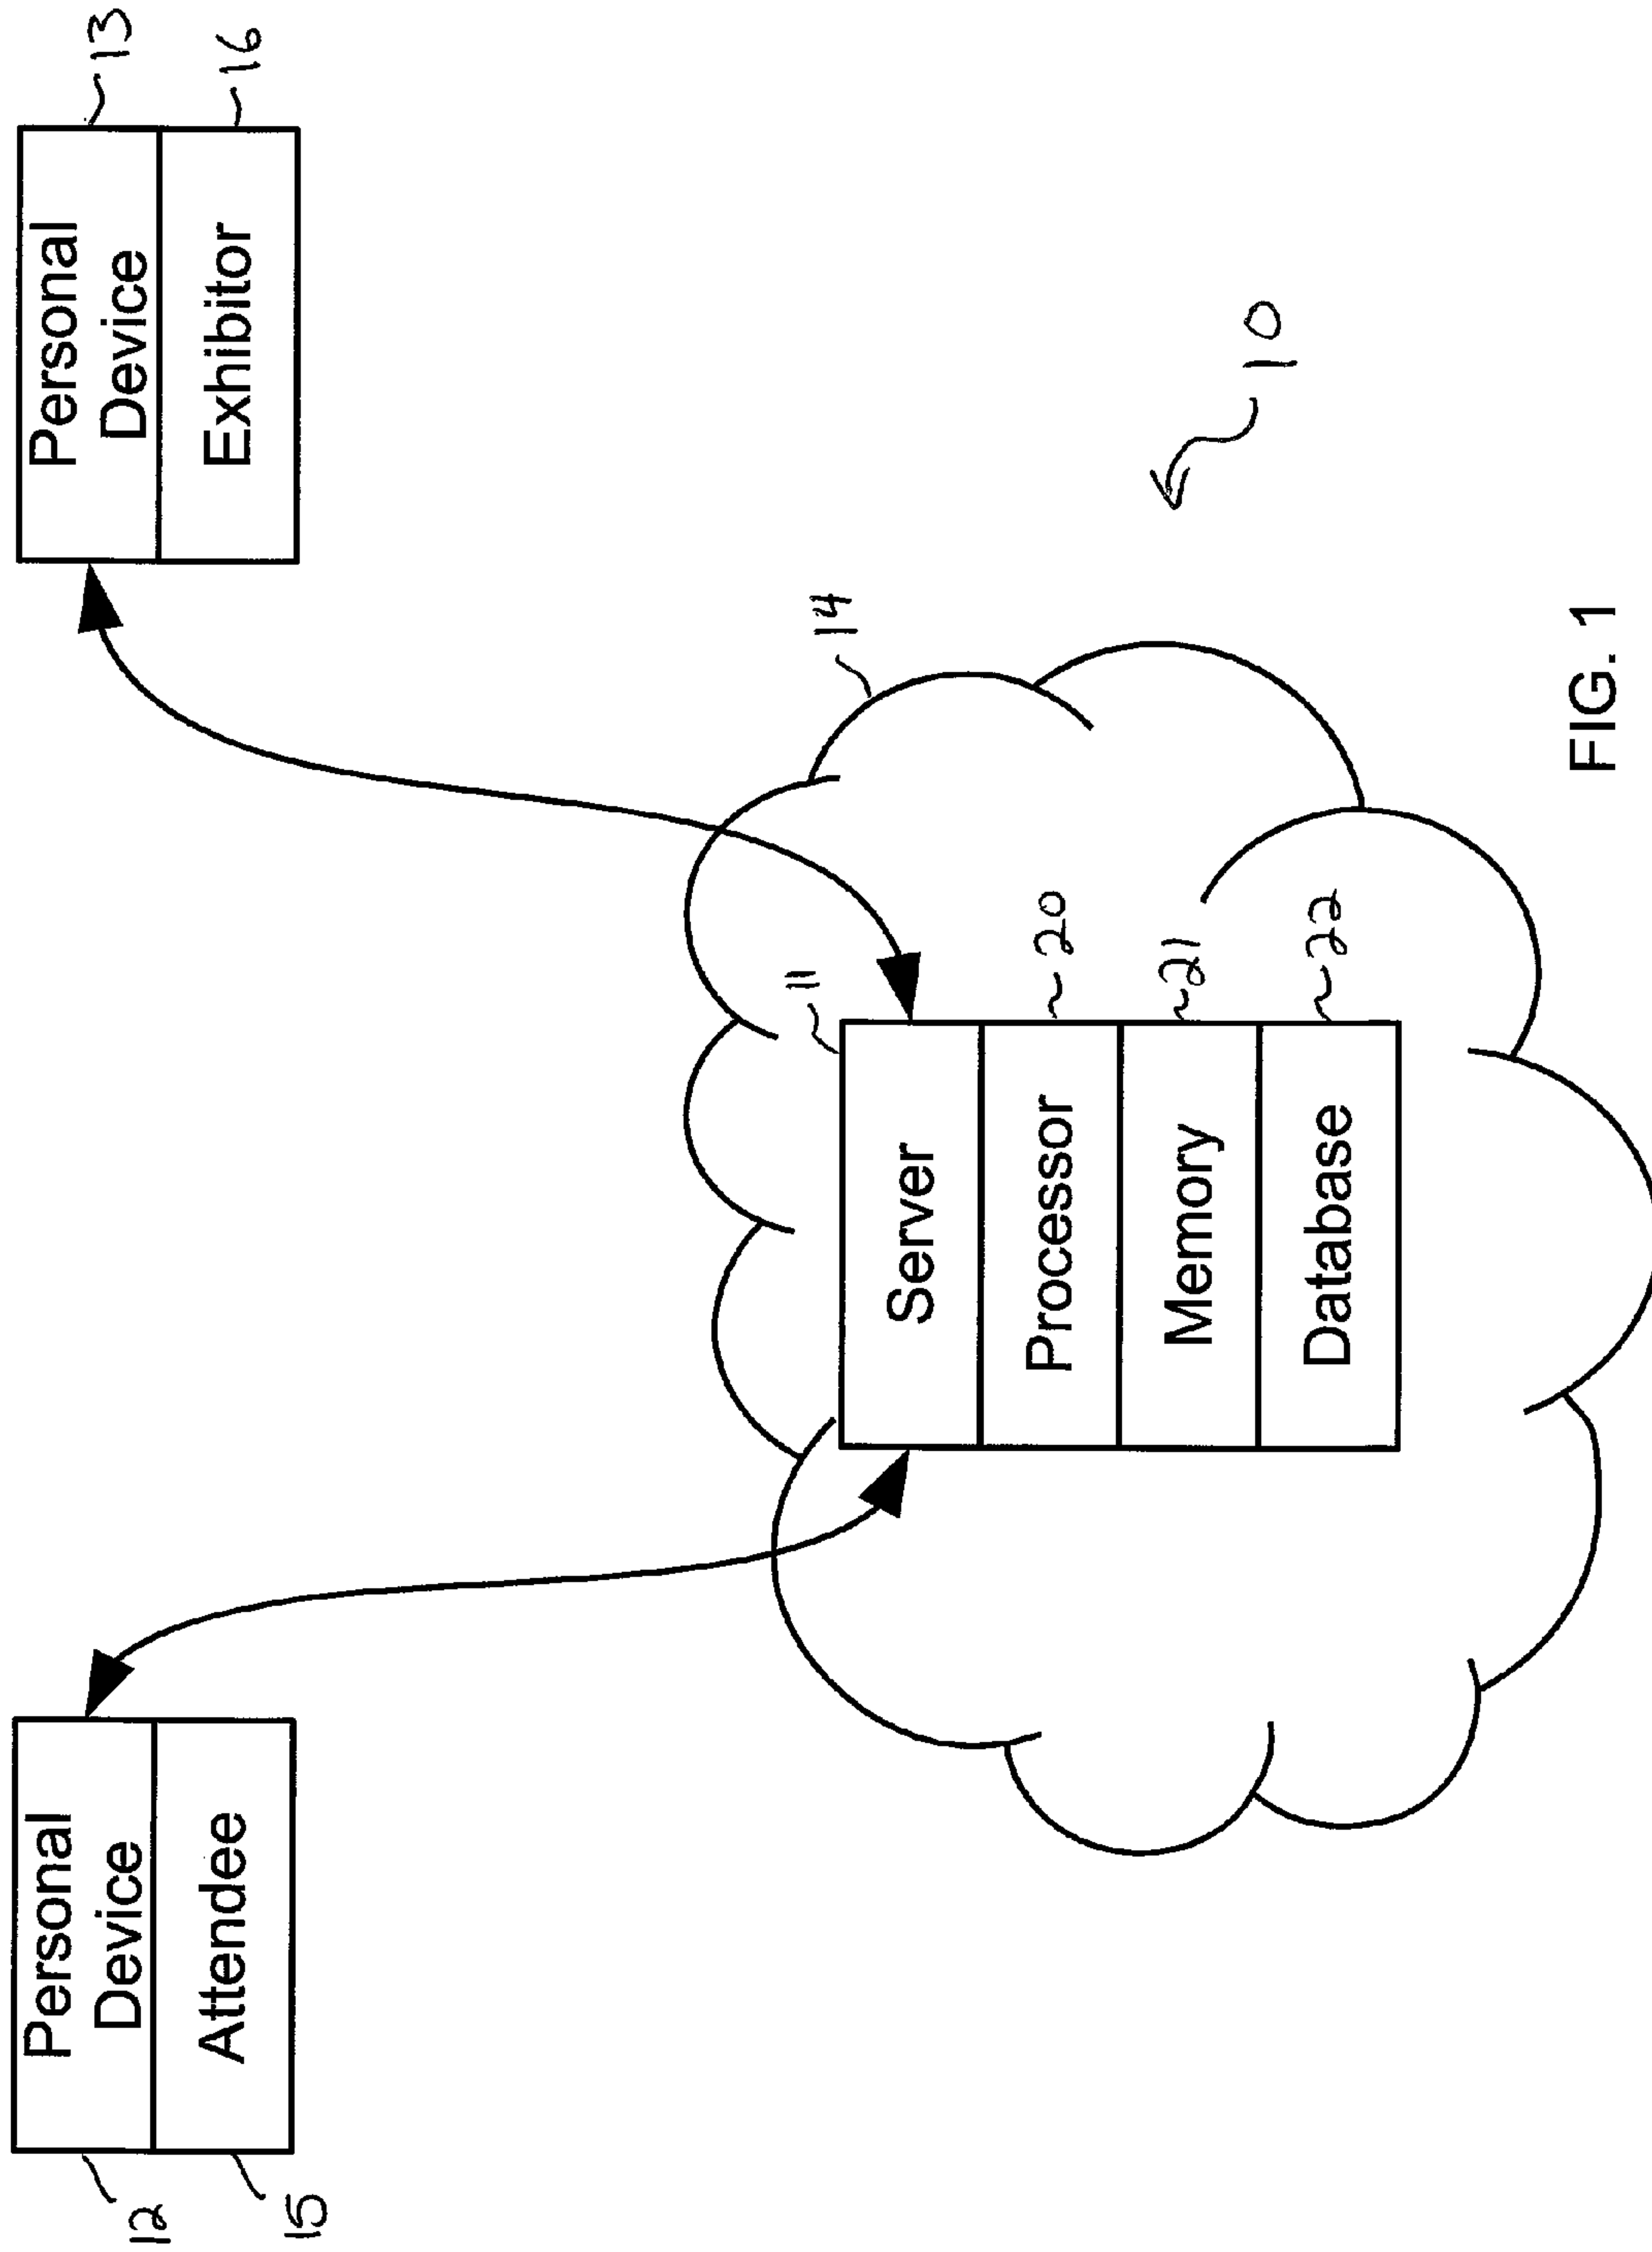 Personal
Device
Attendee
12
15
Personal
Device
Exhibitor
13
16
14
11
Server
Processor
Memory
Database
20
21
22
10
FIG. 1